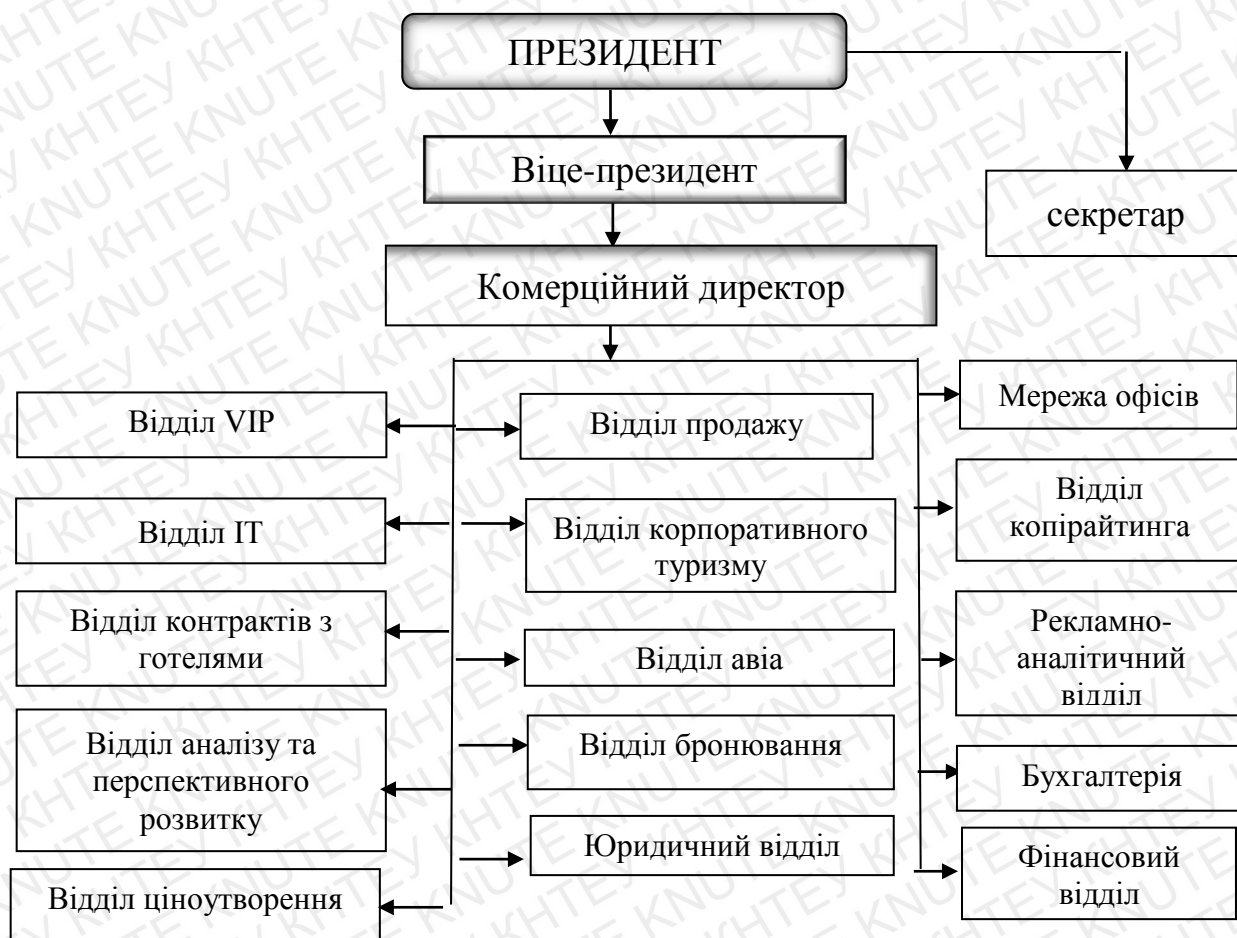 ПРЕЗИДЕНТ
Віце-президент
секретар
Комерційний директор
Відділ VIP
Відділ ІТ
Відділ контрактів з
готелями
Відділ аналізу та
перспективного
розвитку
Відділ ціноутворення
Відділ продажу
Відділ корпоративного
туризму
Відділ авіа
Відділ бронювання
Юридичний відділ
Мережа офісів
Відділ
копірайтинга
Рекламно-
аналітичний
відділ
Бухгалтерія
Фінансовий
відділ